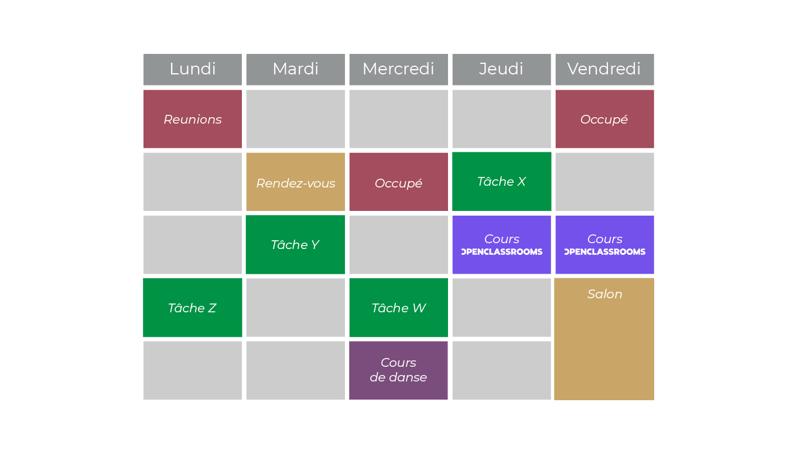 Lundi Mardi Mercredi Jeudi Vendredi
Reunions Occupé
Rendez-vous Occupé Tâche X
Tâche Y Cours Cours
OPENCLASSROOMS OPENCLASSROOMS
Tâche Z Tâche W Salon
Cours
de danse